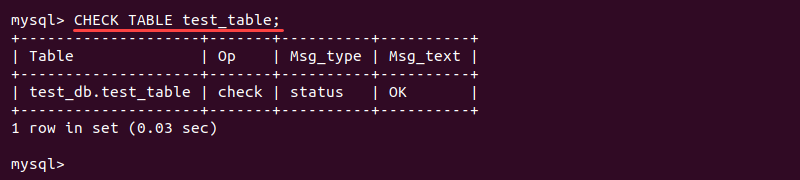 mysql> CHECK TABLE test_table;
+-------------------+-------+----------+----------+
| Table             | Op    | Msg_type | Msg_text |
+-------------------+-------+----------+----------+
| test_db.test_table | check | status   | OK       |
+-------------------+-------+----------+----------+
1 row in set (0.03 sec)
mysql>